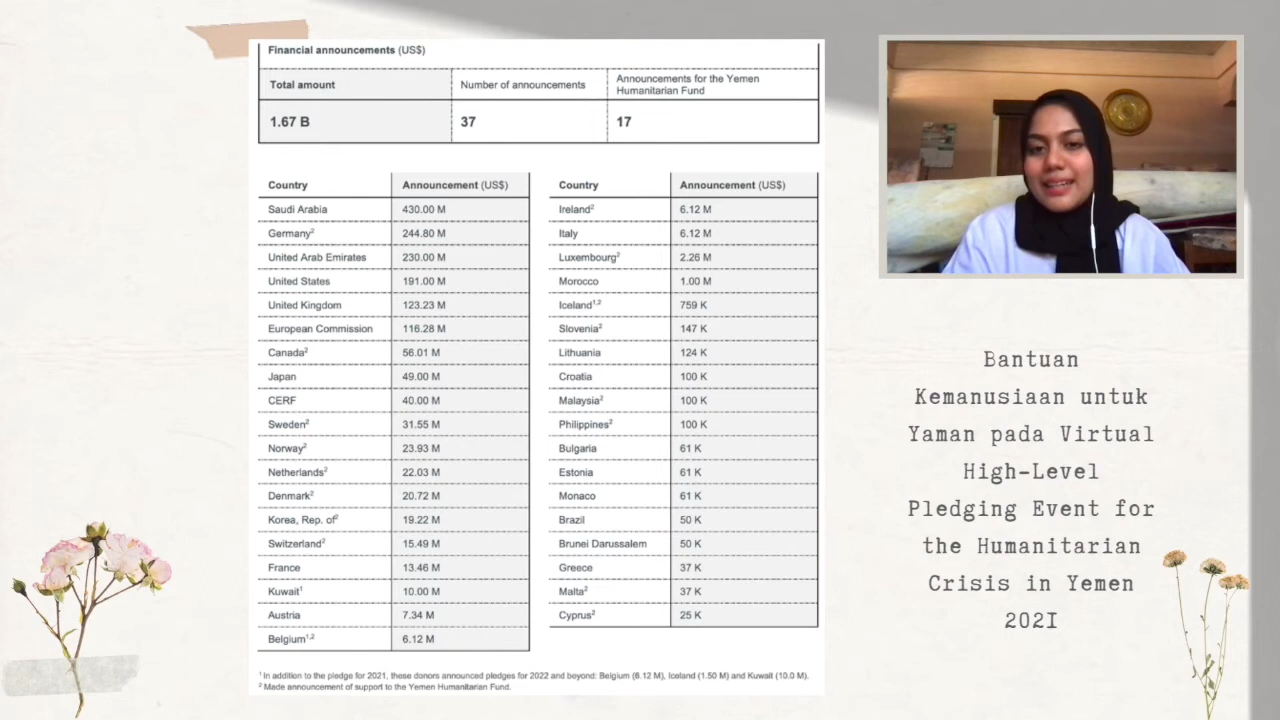 Financial announcements (US$)
Total amount
Number of announcements
Announcements for the Yemen
Humanitarian Fund
1.67 B
37
17
Country Announcement (US$)
Saudi Arabia 430.00 M
Germany² 244.80 M
United Arab Emirates 230.00 M
United States 191.00 M
United Kingdom 123.23 M
European Commission 116.28 M
Canada² 56.01 M
Japan 49.00 M
CERF 40.00 M
Sweden² 31.55 M
Norway² 23.93 M
Netherlands² 22.03 M
Denmark² 20.72 M
Korea, Rep. of² 19.22 M
Switzerland² 15.49 M
France 13.46 M
Kuwait¹ 10.00 M
Austria 7.34 M
Belgium¹,² 6.12 M
Country Announcement (US$)
Ireland² 6.12 M
Italy 6.12 M
Luxembourg² 2.26 M
Morocco 1.00 M
Iceland¹,² 759 K
Slovenia² 147 K
Lithuania 124 K
Croatia 100 K
Malaysia² 100 K
Philippines² 100 K
Bulgaria 61 K
Estonia 61 K
Monaco 61 K
Brazil 50 K
Brunei Darussalem 50 K
Greece 37 K
Malta² 37 K
Cyprus² 25 K
¹ In addition to the pledge for 2021, these donors announced pledges for 2022 and beyond: Belgium (6.12 M), Iceland (1.50 M) and Kuwait (10.0 M).
² Made announcement of support to the Yemen Humanitarian Fund.
Bantuan
Kemanusiaan untuk
Yaman pada Virtual
High-Level
Pledging Event for
the Humanitarian
Crisis in Yemen
2021